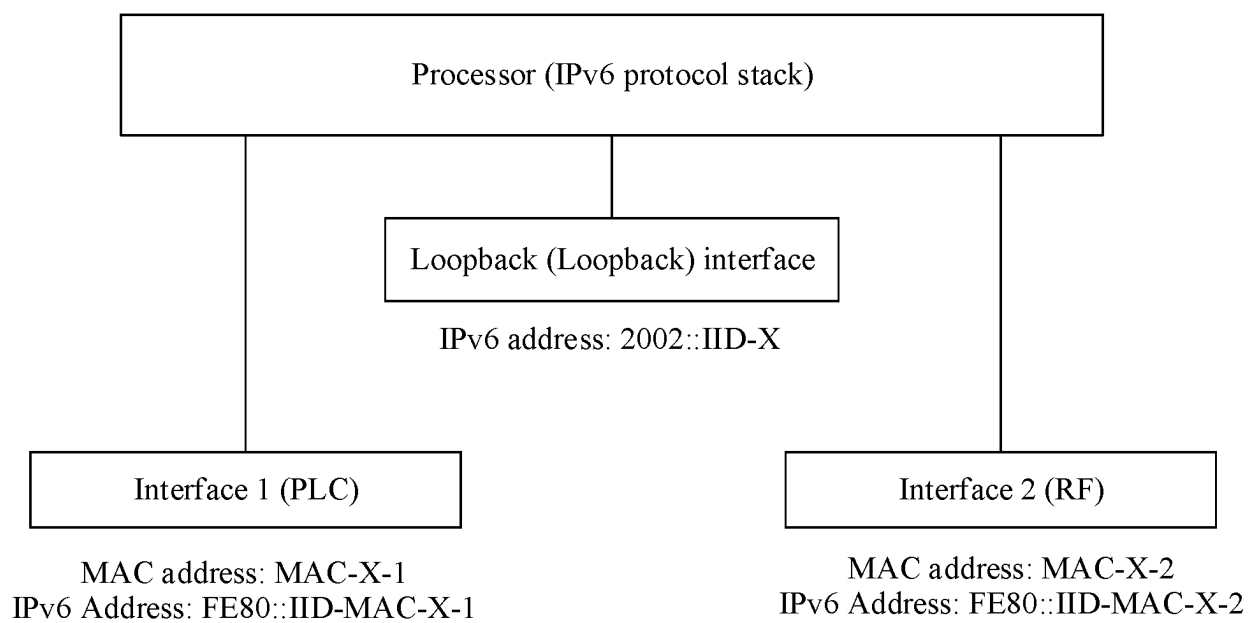 Processor (IPv6 protocol stack)
Loopback (Loopback) interface
IPv6 address: 2002::IID-X
Interface 1 (PLC)
Interface 2 (RF)
MAC address: MAC-X-1
IPv6 Address: FE80::IID-MAC-X-1
MAC address: MAC-X-2
IPv6 Address: FE80::IID-MAC-X-2